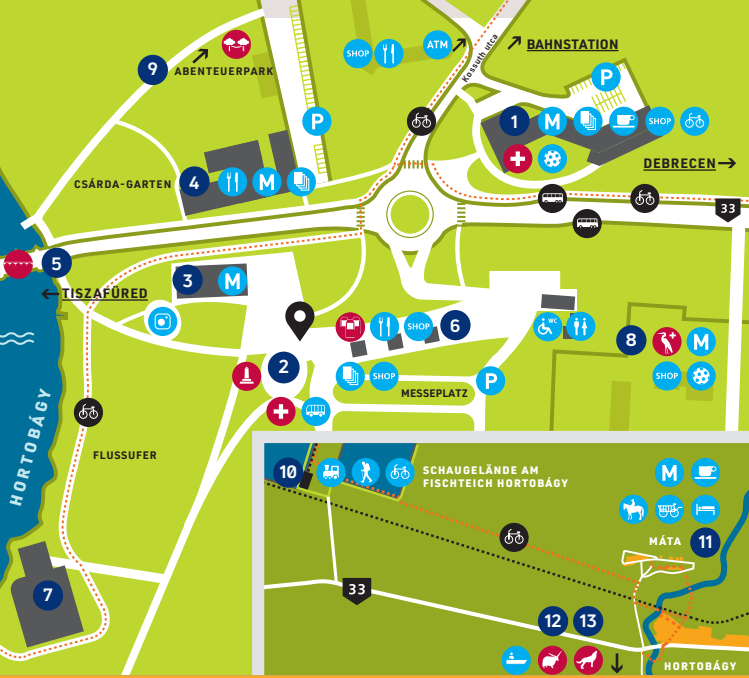 SHOP
ATM
Kossuth utca
BAHNSTATION
9
ABENTEUERPARK
P
P
1
M
SHOP
DEBRECEN
CSÁRDA-GARTEN
4
M
33
5
TISZAFÜRED
3
M
SHOP
6
WC
8
M
2
SHOP
MESSEPLATZ
P
SHOP
HORTOBÁGY
FLUSSUFER
10
SCHAUGELÄNDE AM
FISCHTEICH HORTOBÁGY
M
MÁTA
11
33
7
12
13
HORTOBÁGY